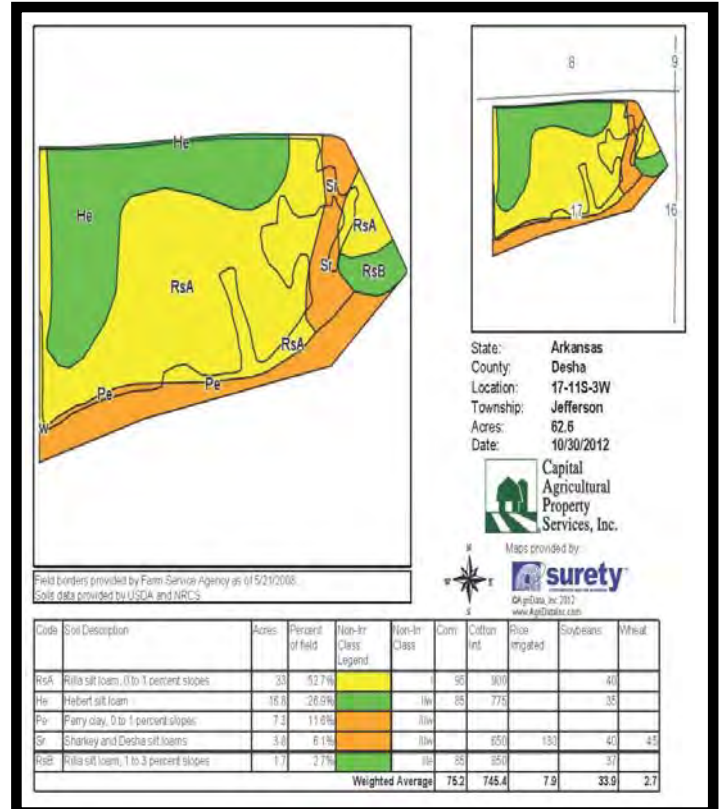 He
He
Sr
RsA
Sr
RsB
RsA
RsA
Pe
Pe
W
8
9
17
16
State: Arkansas
County: Desha
Location: 17-11S-3W
Township: Jefferson
Acres: 62.6
Date: 10/30/2012
Capital
Agricultural
Property
Services, Inc.
Maps provided by:
surety
©AgriData, Inc 2012
www.AgriDataInc.com
N
W E
S
Field borders provided by Farm Service Agency as of 5/21/2008.
Soils data provided by USDA and NRCS.
Code Soil Description Acres Percent of field Non-Irr Class Legend Non-Irr Class Corn Cotton lint Rice irrigated Soybeans Wheat
RsA Rilla silt loam, 0 to 1 percent slopes 33 52.7% I 95 900 40
He Hebert silt loam 16.8 26.9% IIw 85 775 35
Pe Perry clay, 0 to 1 percent slopes 7.3 11.6% IIIw
Sr Sharkey and Desha silt loams 3.8 6.1% IIIw 650 130 40 45
RsB Rilla silt loam, 1 to 3 percent slopes 1.7 2.7% IIe 85 850 37
Weighted Average 75.2 745.4 7.9 33.9 2.7